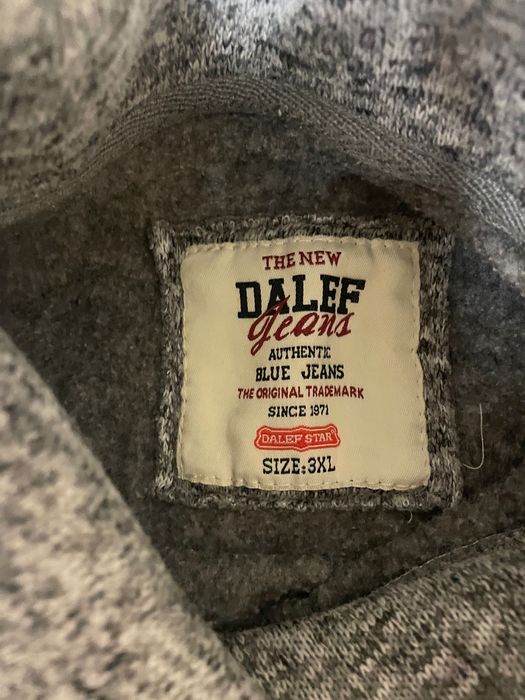 THE NEW
DALEF
Jeans
AUTHENTIC
BLUE JEANS
THE ORIGINAL TRADEMARK
SINCE 1971
DALEF STAR®
SIZE:3XL